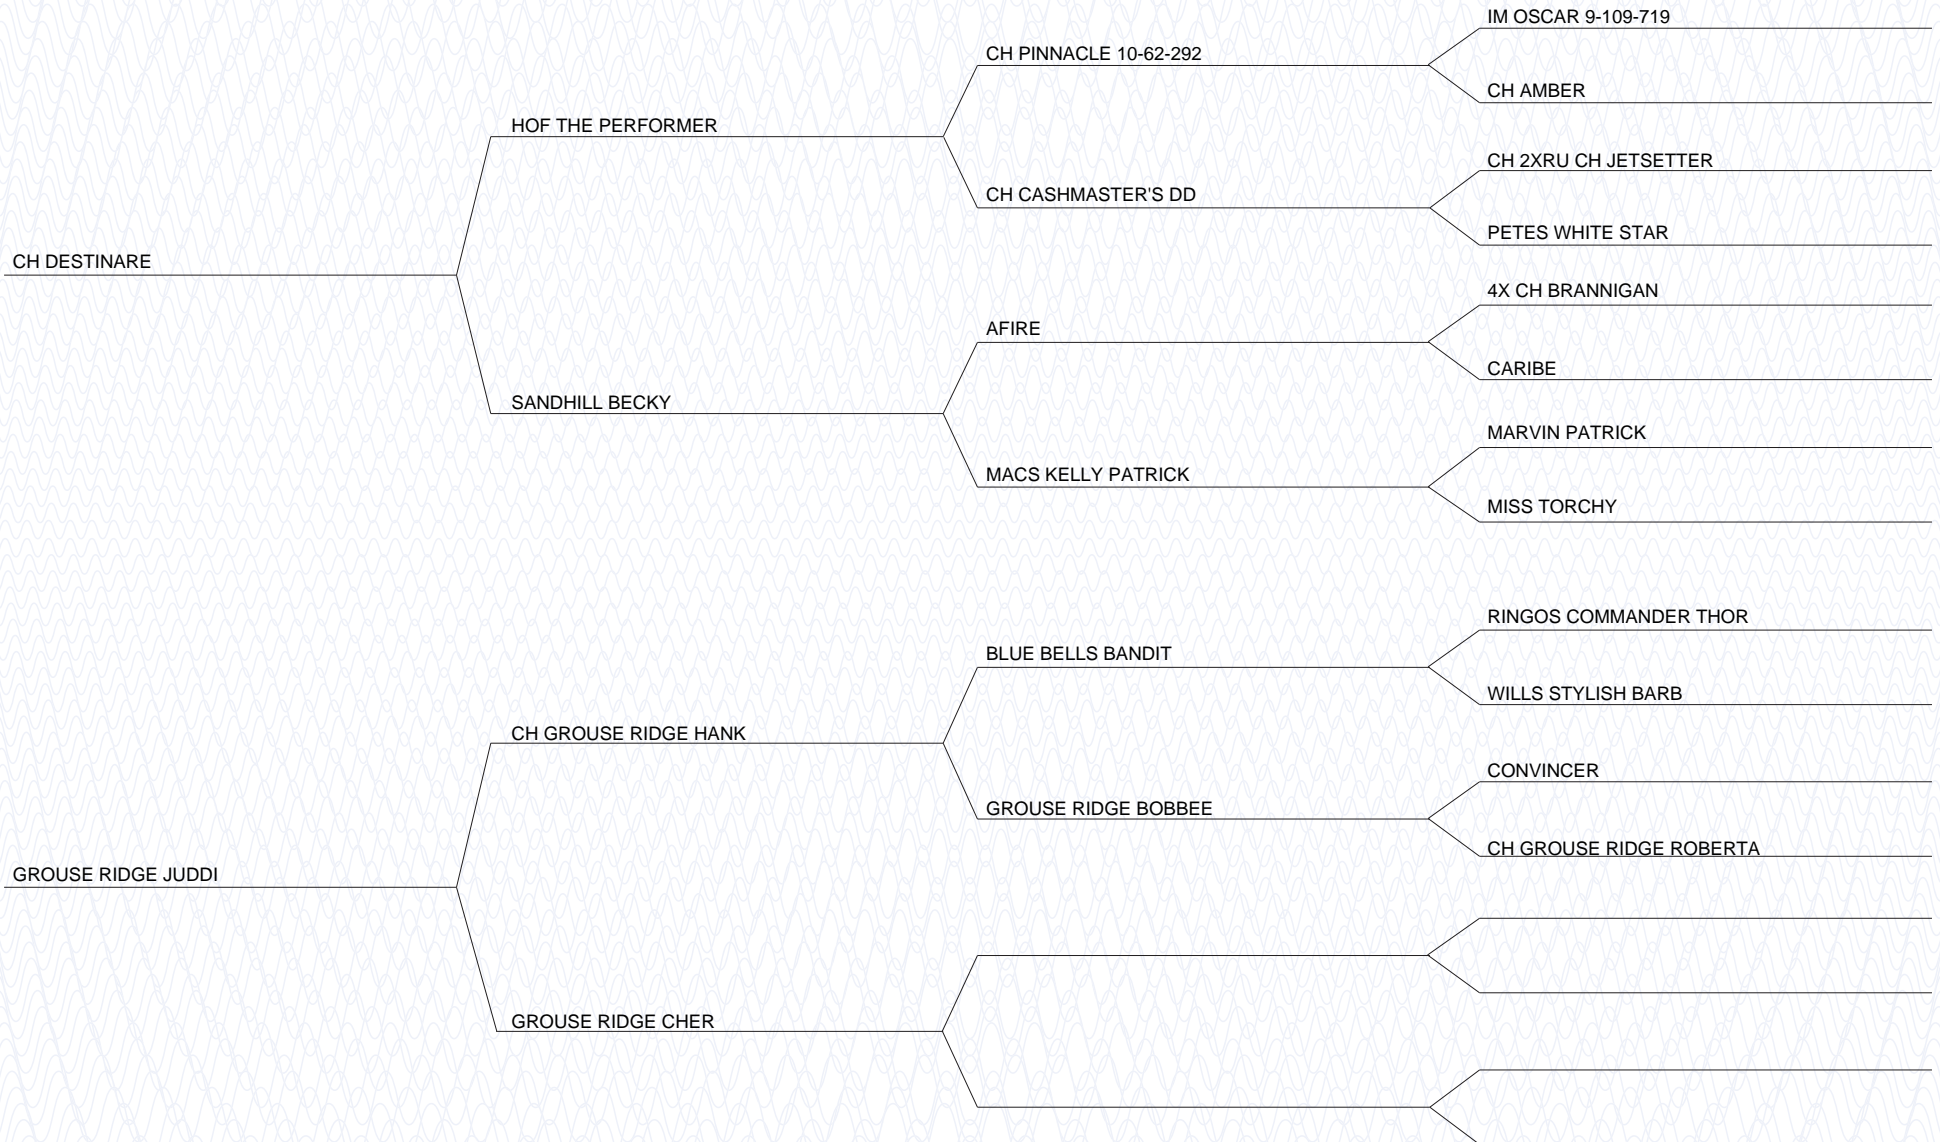 IM OSCAR 9-109-719
CH PINNACLE 10-62-292
CH AMBER
HOF THE PERFORMER
CH 2XRU CH JETSETTER
CH CASHMASTER'S DD
PETES WHITE STAR
CH DESTINARE
4X CH BRANNIGAN
AFIRE
CARIBE
SANDHILL BECKY
MARVIN PATRICK
MACS KELLY PATRICK
MISS TORCHY
RINGOS COMMANDER THOR
BLUE BELLS BANDIT
WILLS STYLISH BARB
CH GROUSE RIDGE HANK
CONVINCER
GROUSE RIDGE BOBBEE
CH GROUSE RIDGE ROBERTA
GROUSE RIDGE JUDDI
GROUSE RIDGE CHER